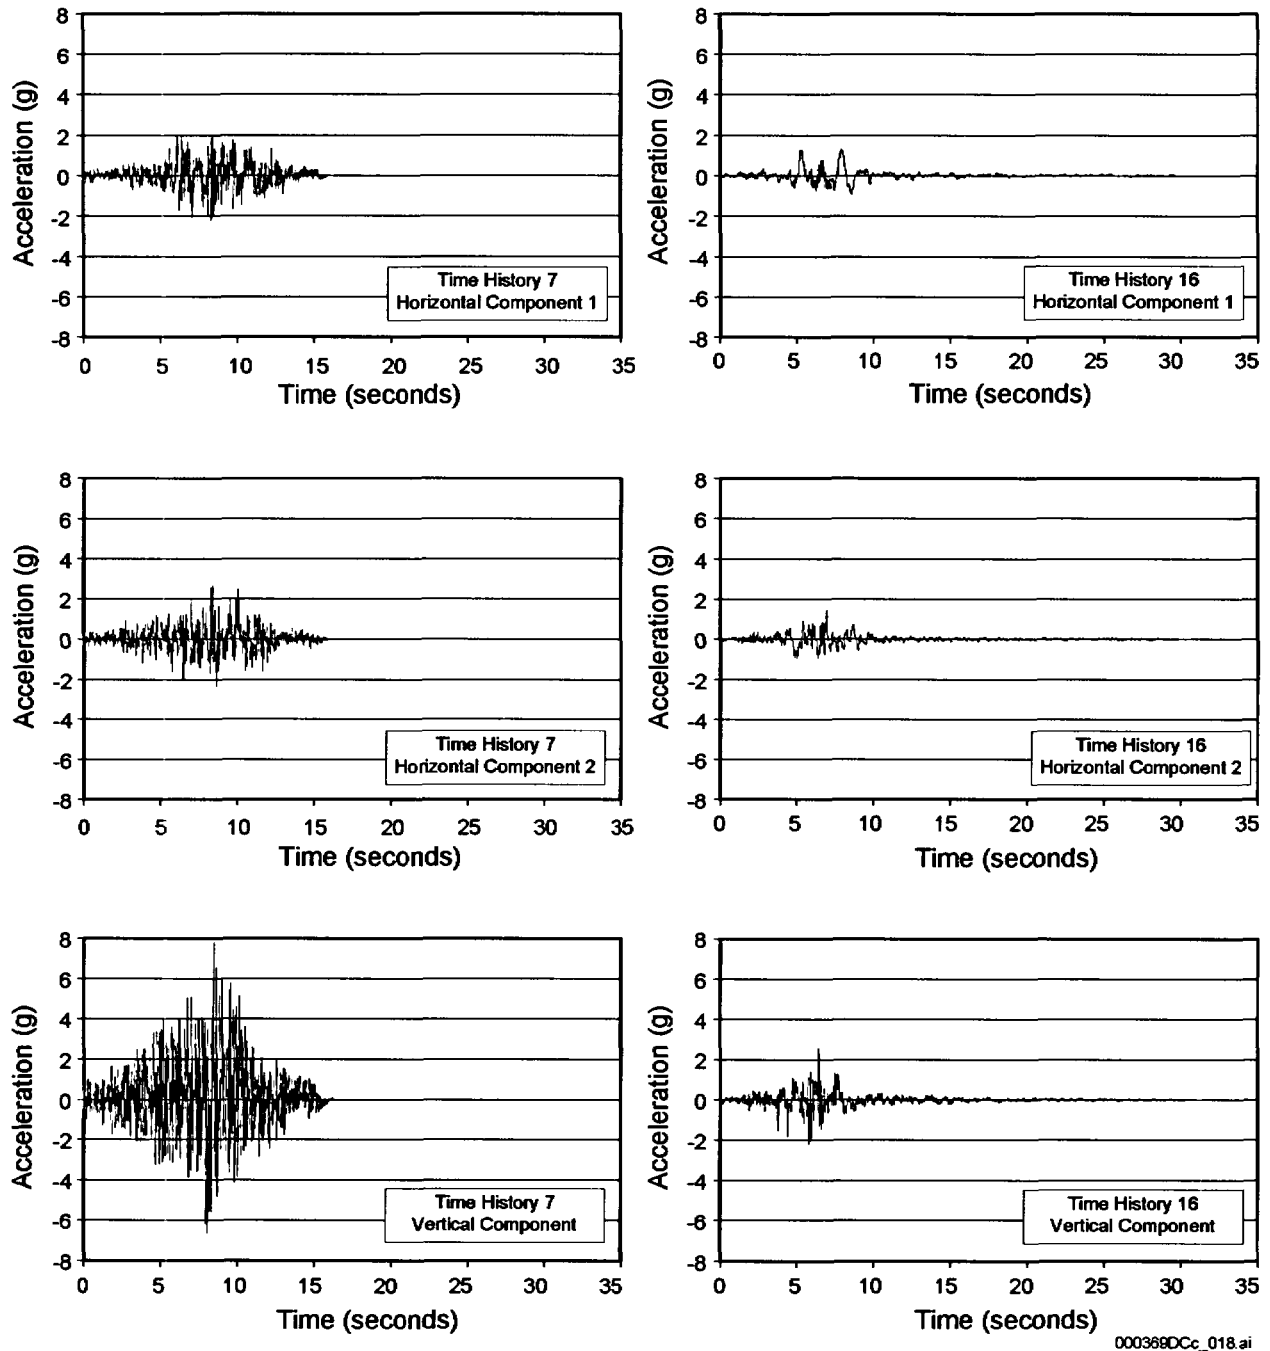 8
6
4
2
0
-2
-4
-6
-8
Acceleration (g)
Time History 7
Horizontal Component 1
0 5 10 15 20 25 30 35
Time (seconds)
8
6
4
2
0
-2
-4
-6
-8
Acceleration (g)
Time History 16
Horizontal Component 1
0 5 10 15 20 25 30 35
Time (seconds)
8
6
4
2
0
-2
-4
-6
-8
Acceleration (g)
Time History 7
Horizontal Component 2
0 5 10 15 20 25 30 35
Time (seconds)
8
6
4
2
0
-2
-4
-6
-8
Acceleration (g)
Time History 16
Horizontal Component 2
0 5 10 15 20 25 30 35
Time (seconds)
8
6
4
2
0
-2
-4
-6
-8
Acceleration (g)
Time History 7
Vertical Component
0 5 10 15 20 25 30 35
Time (seconds)
8
6
4
2
0
-2
-4
-6
-8
Acceleration (g)
Time History 16
Vertical Component
0 5 10 15 20 25 30 35
Time (seconds)
000369DCc_018.ai